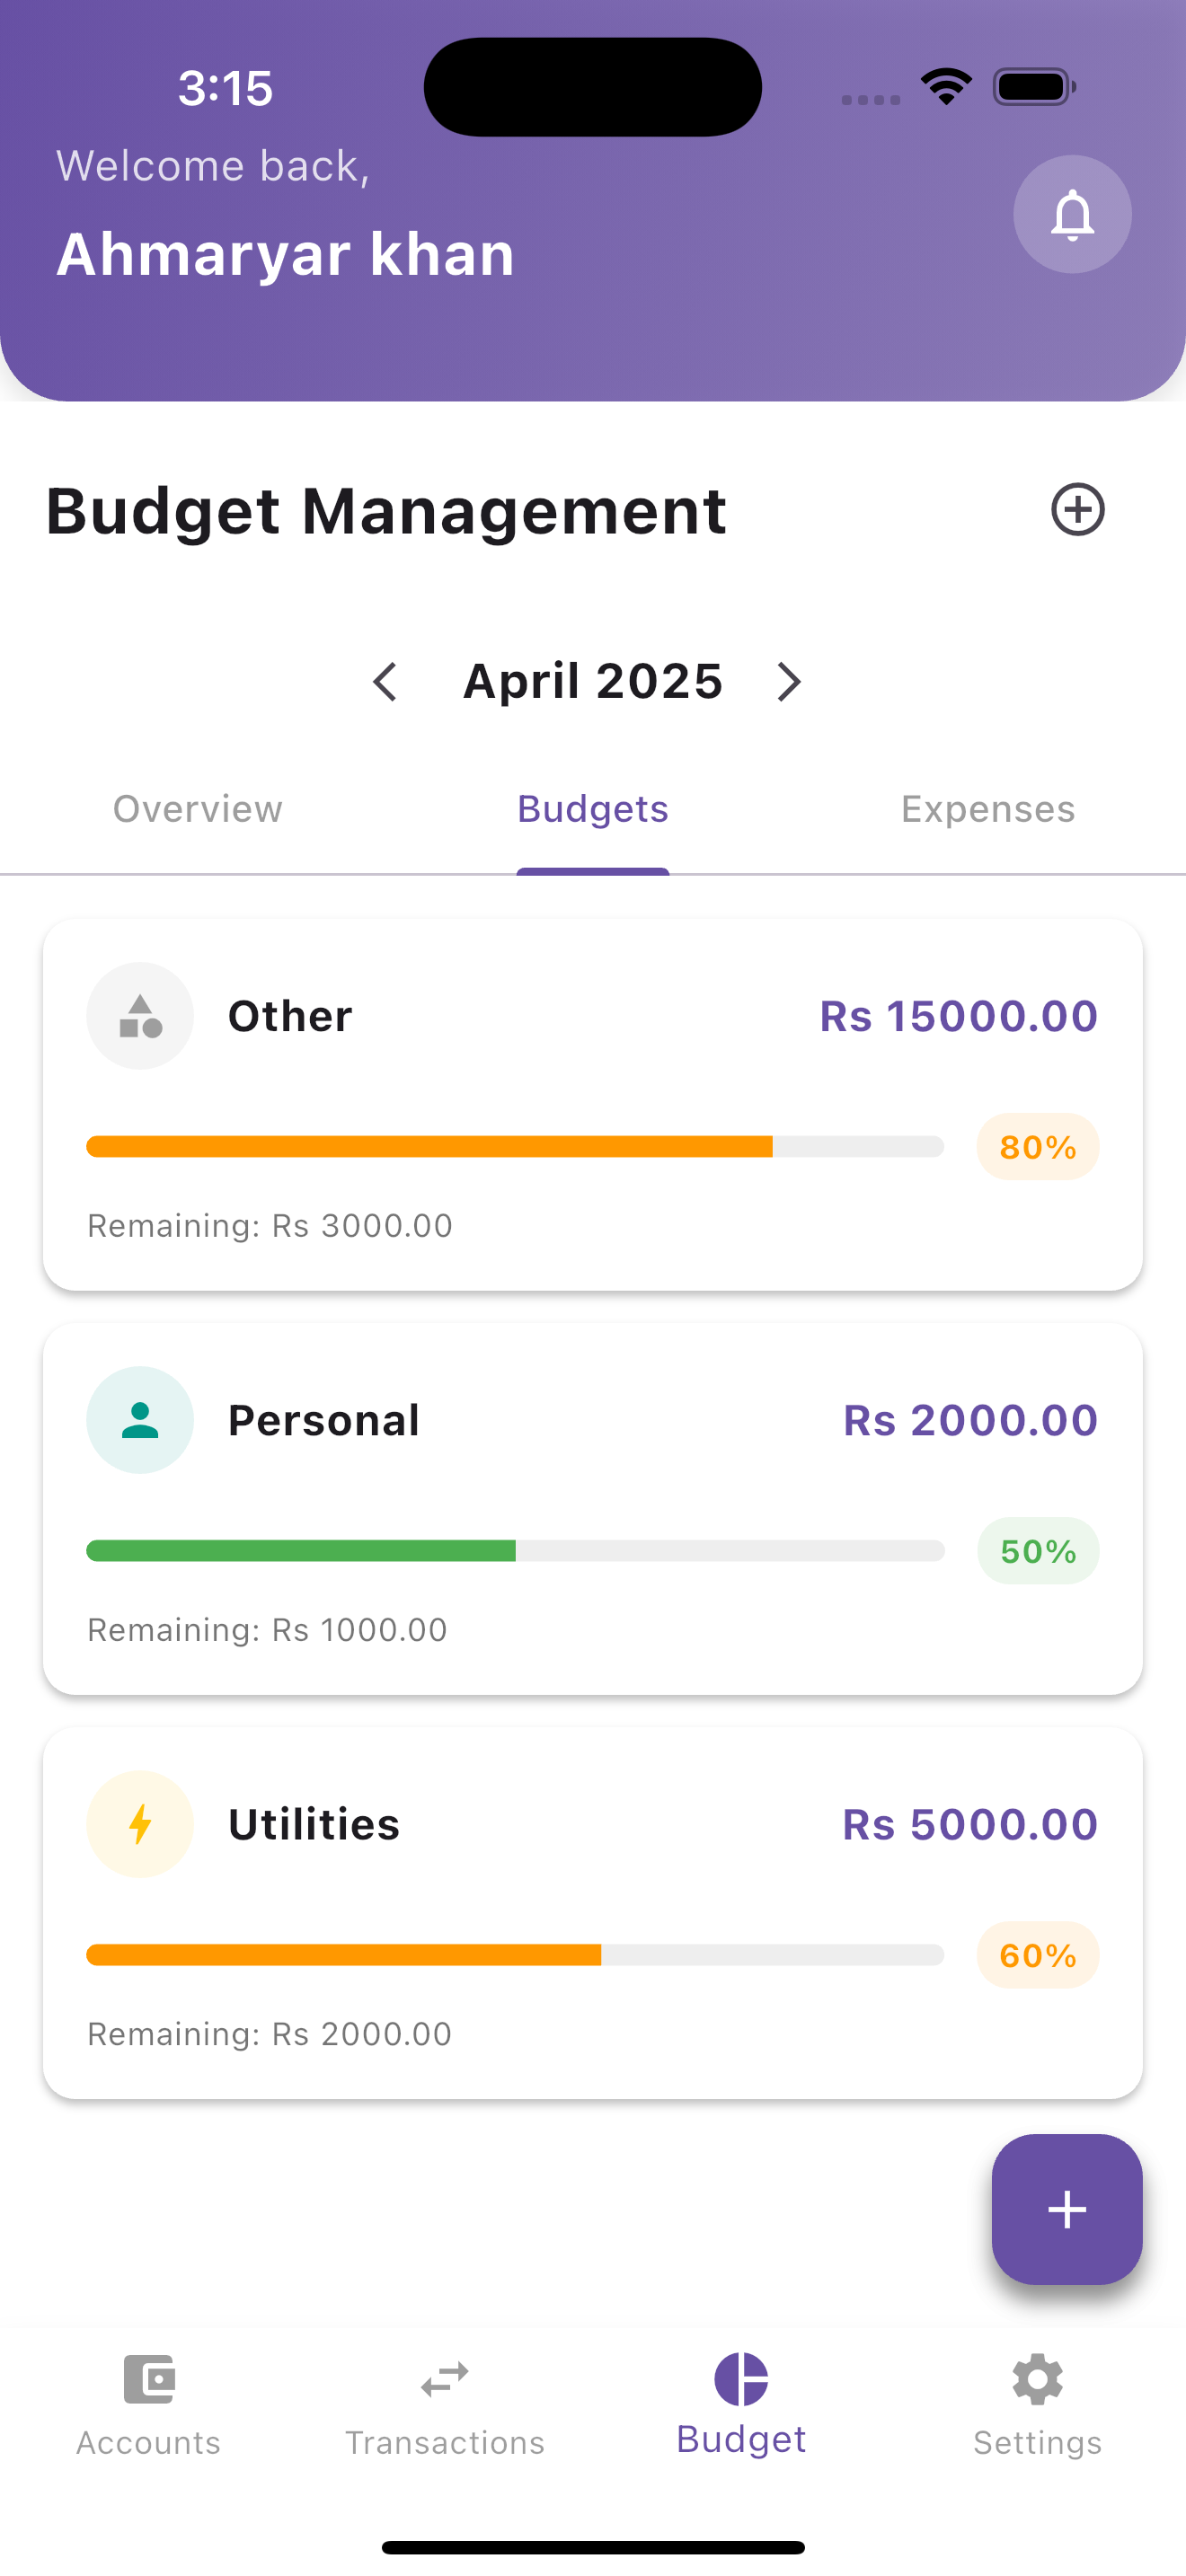 3:15
Welcome back,
Ahmaryar khan
Budget Management
April 2025
Overview Budgets Expenses
Other Rs 15000.00
80%
Remaining: Rs 3000.00
Personal Rs 2000.00
50%
Remaining: Rs 1000.00
Utilities Rs 5000.00
60%
Remaining: Rs 2000.00
Accounts Transactions Budget Settings